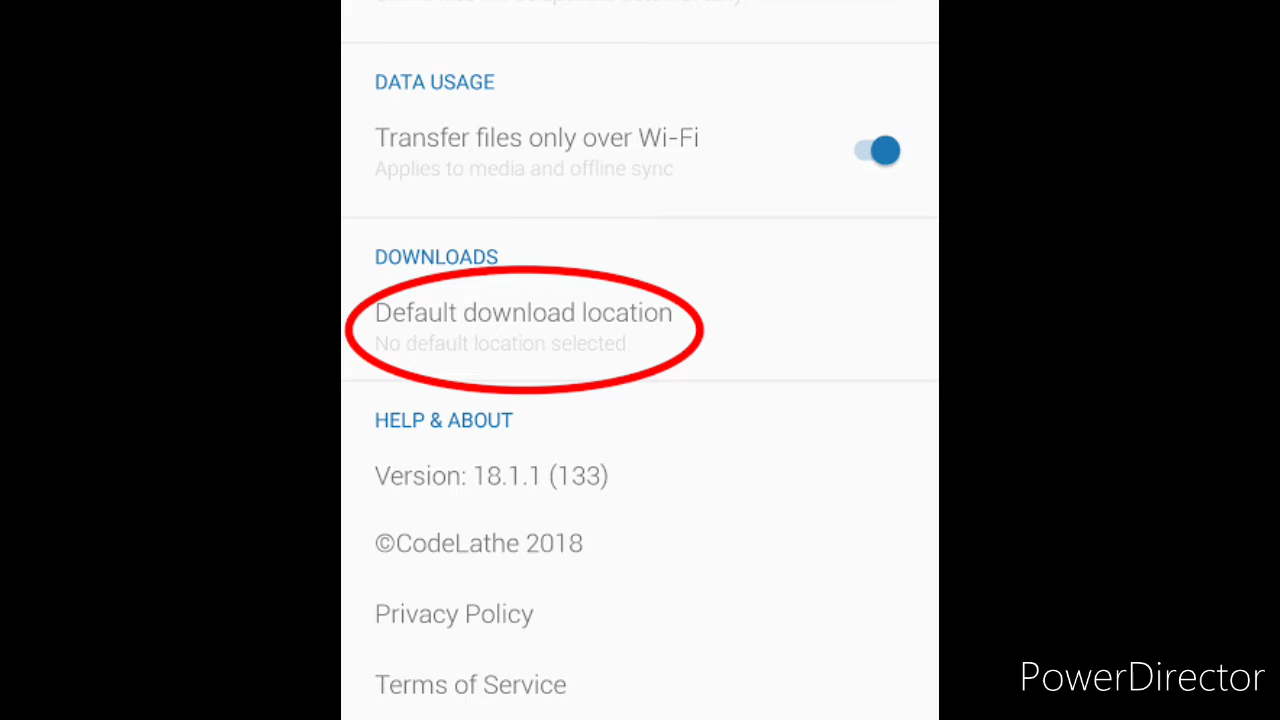 DATA USAGE
Transfer files only over Wi-Fi
Applies to media and offline sync
DOWNLOADS
Default download location
No default location selected
HELP & ABOUT
Version: 18.1.1 (133)
©CodeLathe 2018
Privacy Policy
Terms of Service
PowerDirector